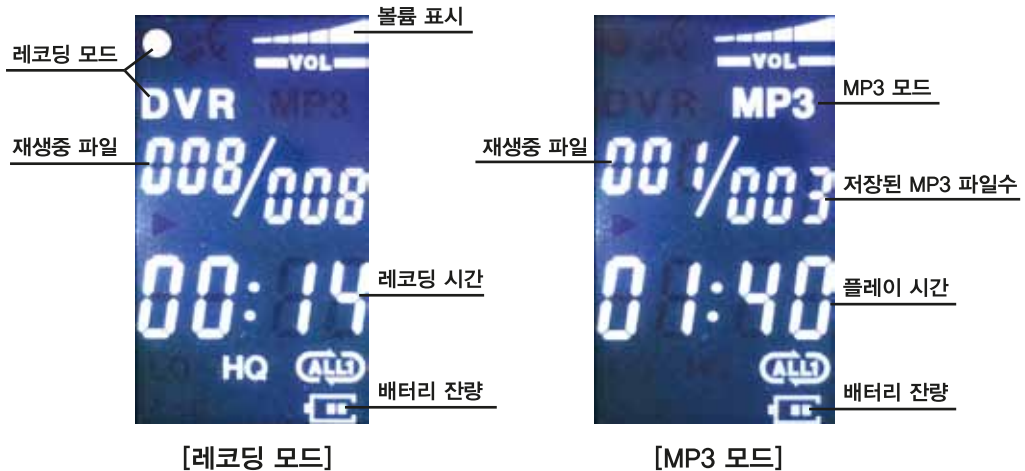 볼륨 표시
레코딩 모드
VOL
DVR MP3
재생중 파일
008/008
00:14
레코딩 시간
LO HQ ALL1
배터리 잔량
[레코딩 모드]
VOL
DVR MP3
MP3 모드
재생중 파일
001/003
저장된 MP3 파일수
01:40
플레이 시간
HQ ALL1
배터리 잔량
[MP3 모드]